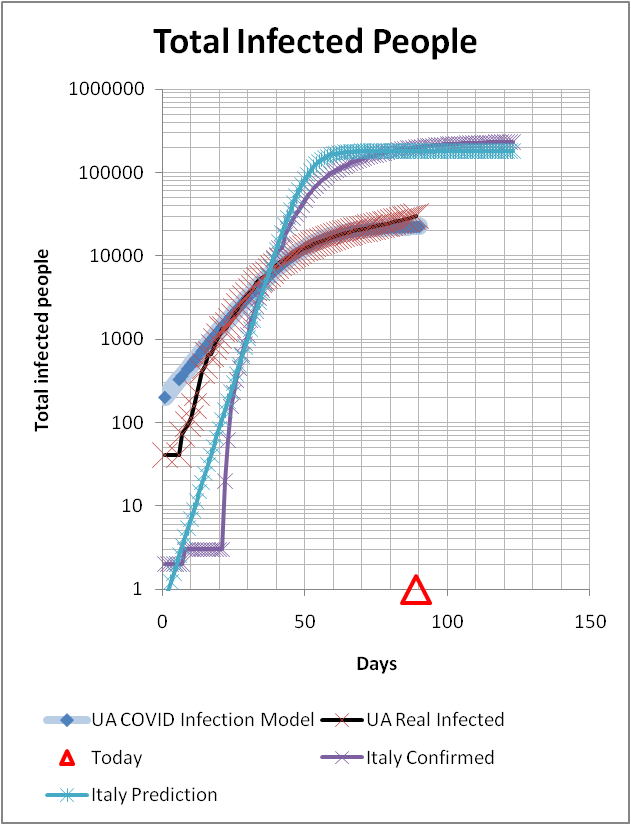 Total Infected People
1000000
100000
10000
1000
100
10
1
Total infected people
0 50 100 150
Days
UA COVID Infection Model UA Real Infected
Today Italy Confirmed
Italy Prediction